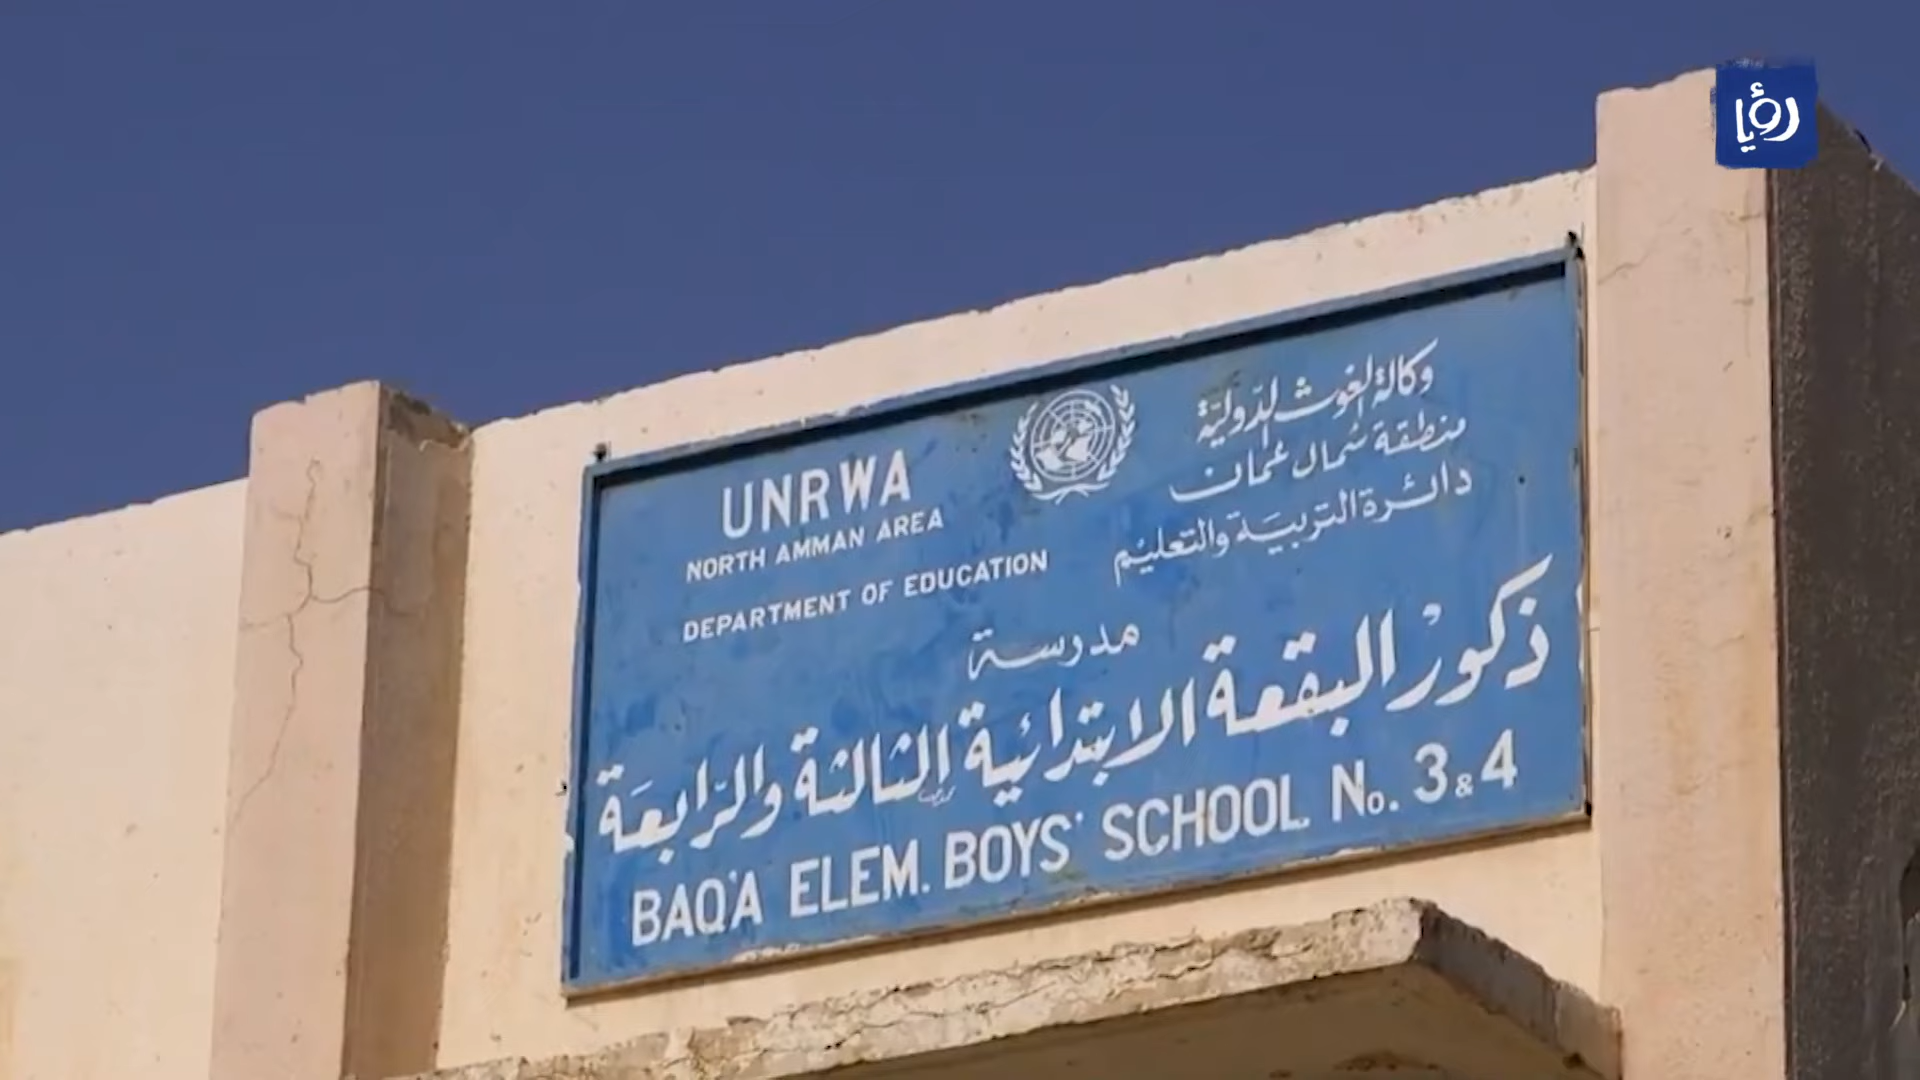 رؤيا
UNRWA
NORTH AMMAN AREA
DEPARTMENT OF EDUCATION
وكالة الغوث الدولية
منطقة شمال عمان
دائرة التربية والتعليم
مدرسة
ذكور البقعة الابتدائية الثالثة والرابعة
BAQ'A ELEM. BOYS' SCHOOL No. 3 & 4